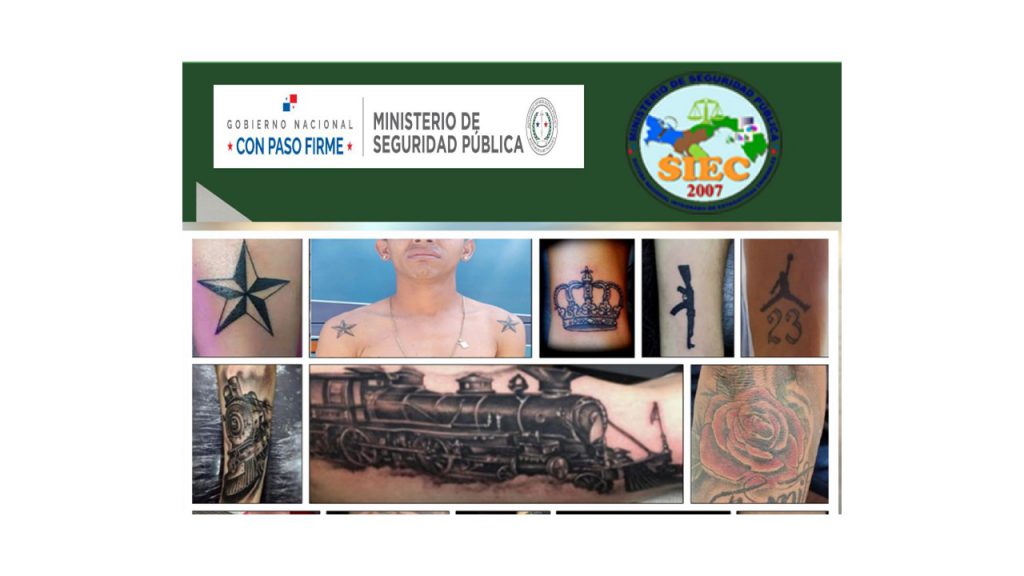 GOBIERNO NACIONAL
★ CON PASO FIRME ★
MINISTERIO DE
SEGURIDAD PÚBLICA
MINISTERIO DE SEGURIDAD PÚBLICA
SIEC
2007
23